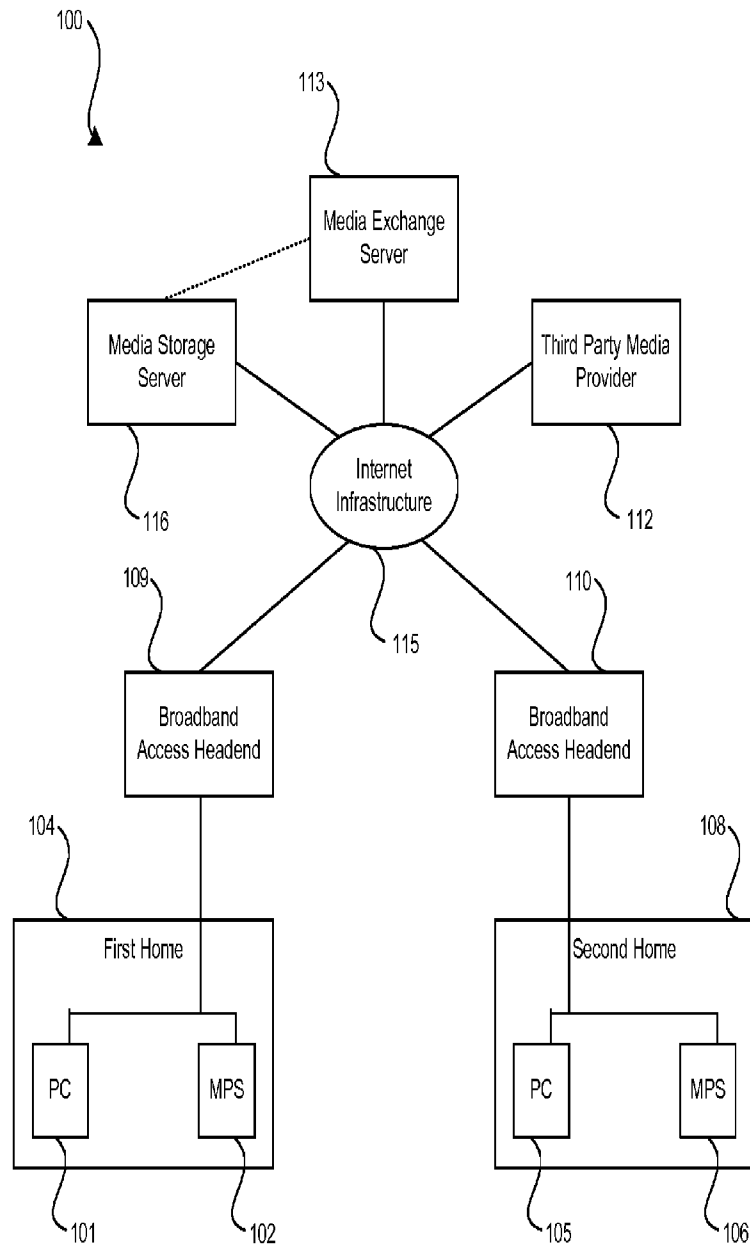 100
113
Media Exchange
Server
Media Storage
Server
Third Party Media
Provider
Internet
Infrastructure
116
112
109
110
115
Broadband
Access Headend
Broadband
Access Headend
104
108
First Home
Second Home
PC
MPS
PC
MPS
101
102
105
106